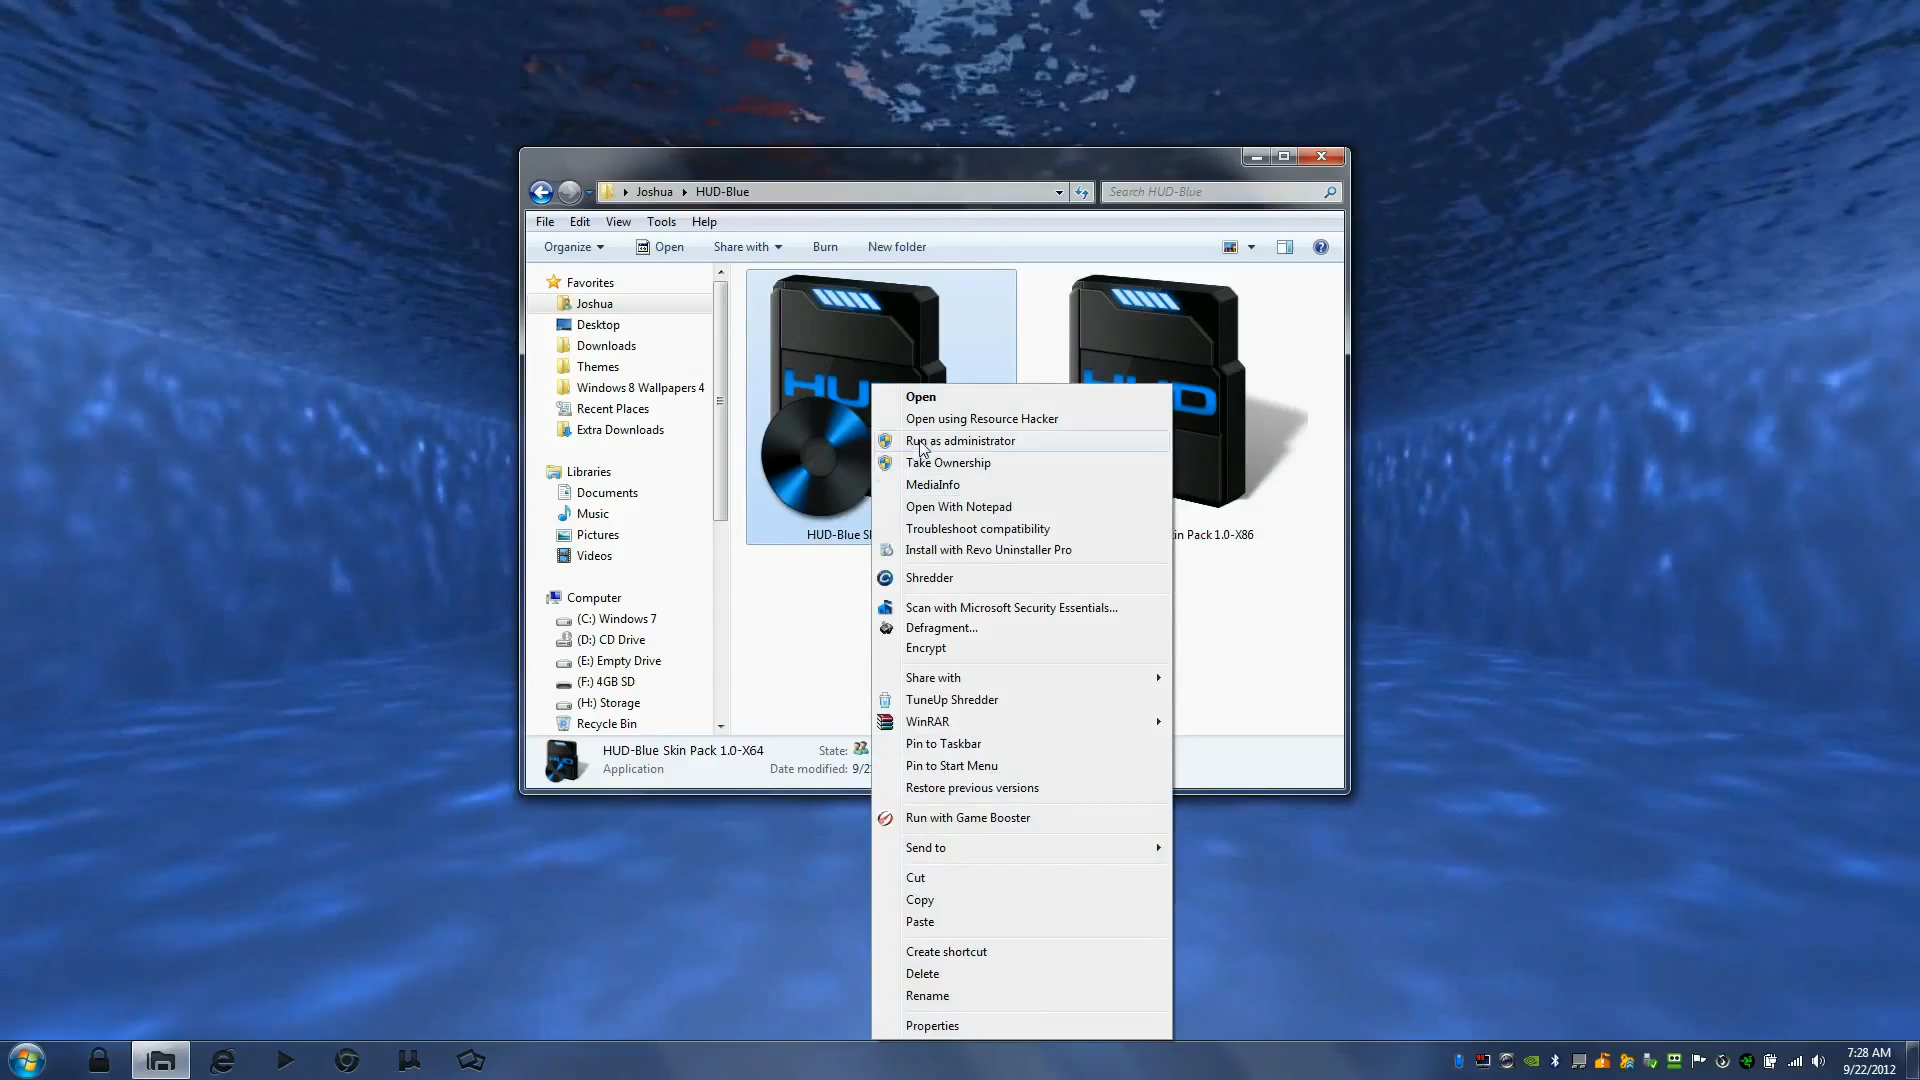 Joshua HUD-Blue
Search HUD-Blue
File Edit View Tools Help
Organize Open Share with Burn New folder
Favorites
Joshua
Desktop
Downloads
Themes
Windows 8 Wallpapers 4
Recent Places
Extra Downloads
Libraries
Documents
Music
Pictures
Videos
Computer
(C:) Windows 7
(D:) CD Drive
(E:) Empty Drive
(F:) 4GB SD
(H:) Storage
Recycle Bin
HUD-Blue
Pack 1.0-X86
Open
Open using Resource Hacker
Run as administrator
Take Ownership
MediaInfo
Open With Notepad
Troubleshoot compatibility
Install with Revo Uninstaller Pro
Shredder
Scan with Microsoft Security Essentials...
Defragment...
Encrypt
Share with
TuneUp Shredder
WinRAR
Pin to Taskbar
Pin to Start Menu
Restore previous versions
Run with Game Booster
Send to
Cut
Copy
Paste
Create shortcut
Delete
Rename
Properties
HUD-Blue Skin Pack 1.0-X64 State:
Application Date modified: 9/2
7:28 AM
9/22/2012